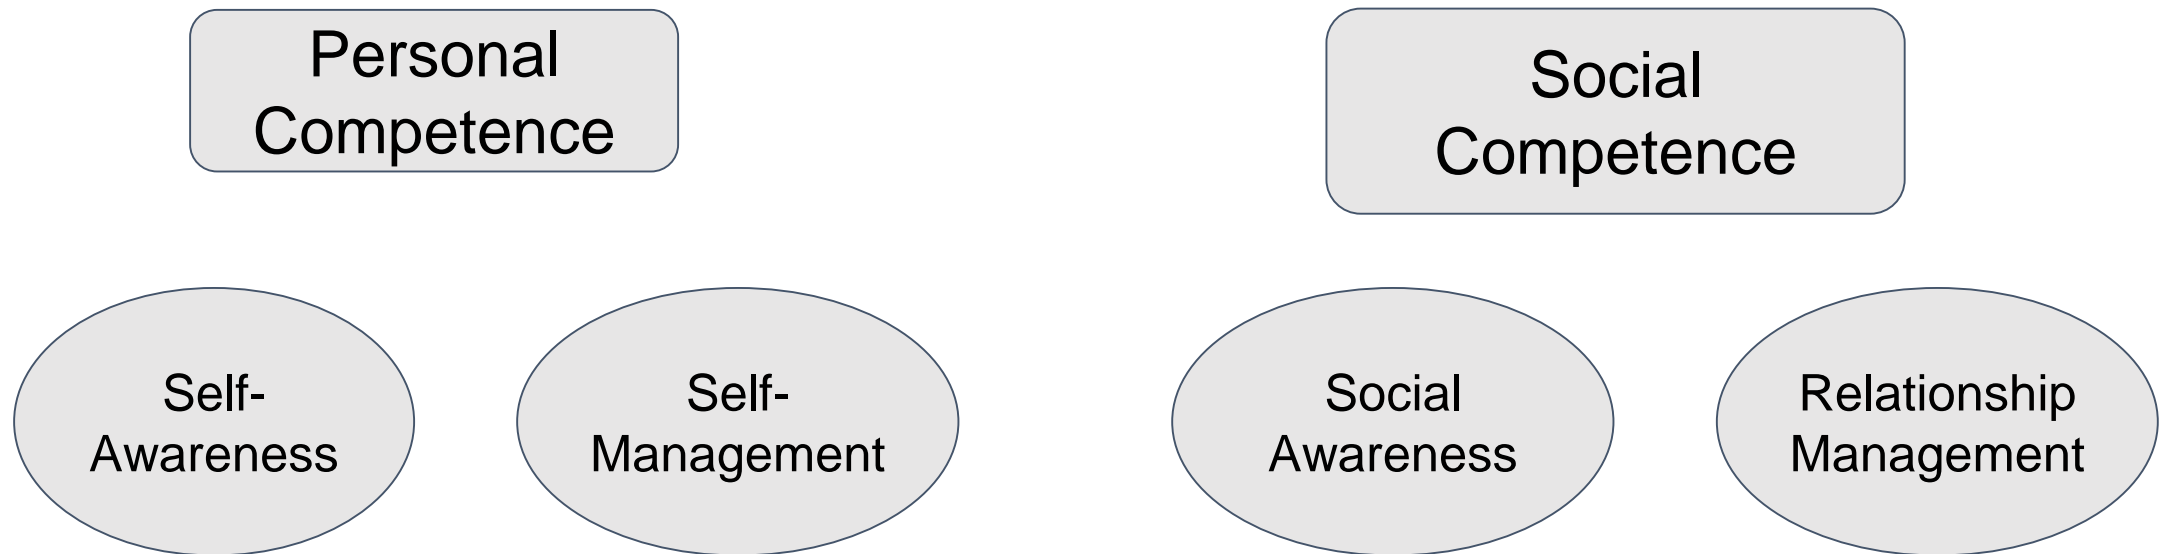 Personal
Competence
Social
Competence
Self-
Awareness
Self-
Management
Social
Awareness
Relationship
Management